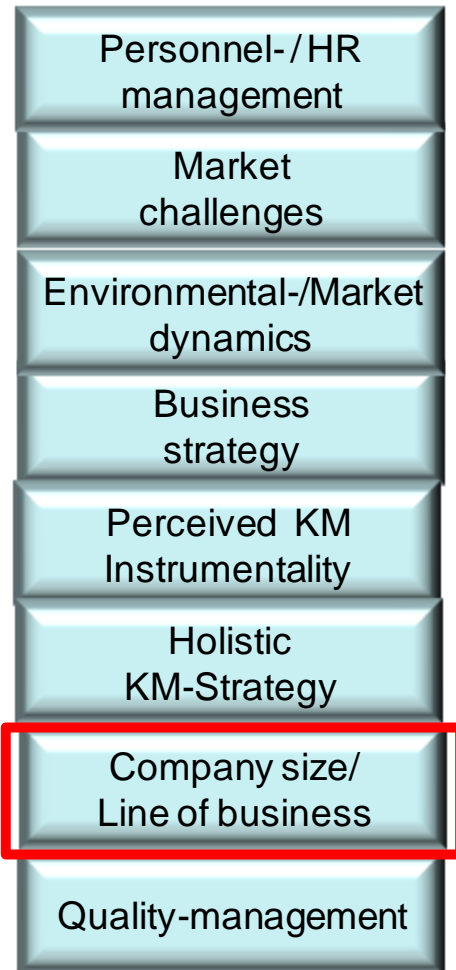 Personnel- / HR
management
Market
challenges
Environmental-/Market
dynamics
Business
strategy
Perceived KM
Instrumentality
Holistic
KM-Strategy
Company size/
Line of business
Quality-management